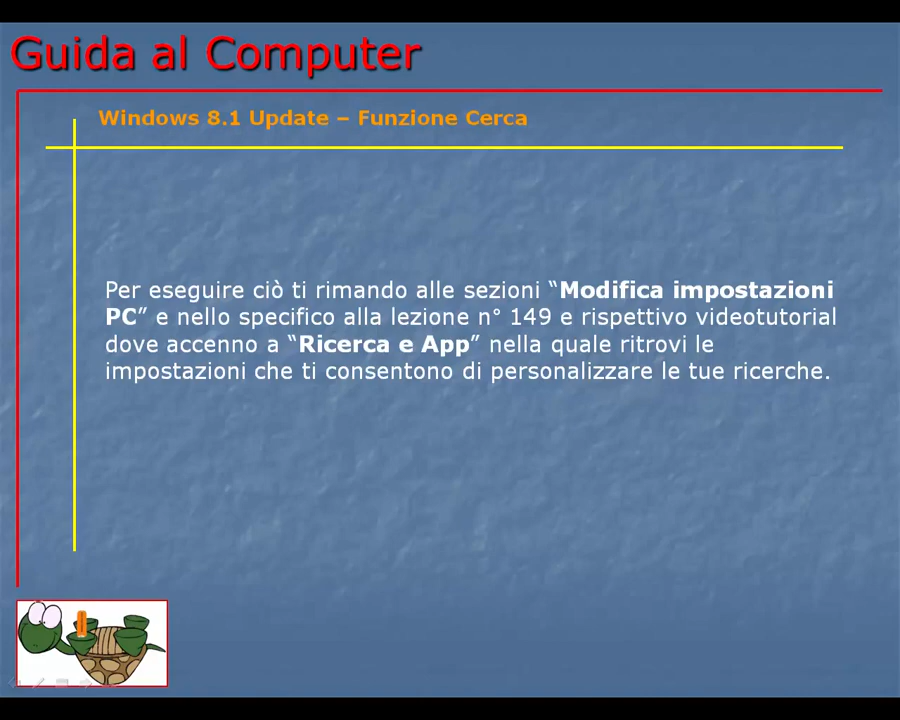 Guida al Computer
Windows 8.1 Update – Funzione Cerca
Per eseguire ciò ti rimando alle sezioni “Modifica impostazioni
PC” e nello specifico alla lezione n° 149 e rispettivo videotutorial
dove accenno a “Ricerca e App” nella quale ritrovi le
impostazioni che ti consentono di personalizzare le tue ricerche.